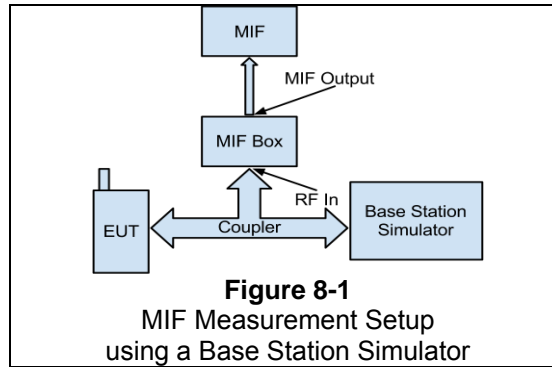 MIF
MIF Output
MIF Box
RF In
EUT
Coupler
Base Station
Simulator
Figure 8-1
MIF Measurement Setup
using a Base Station Simulator